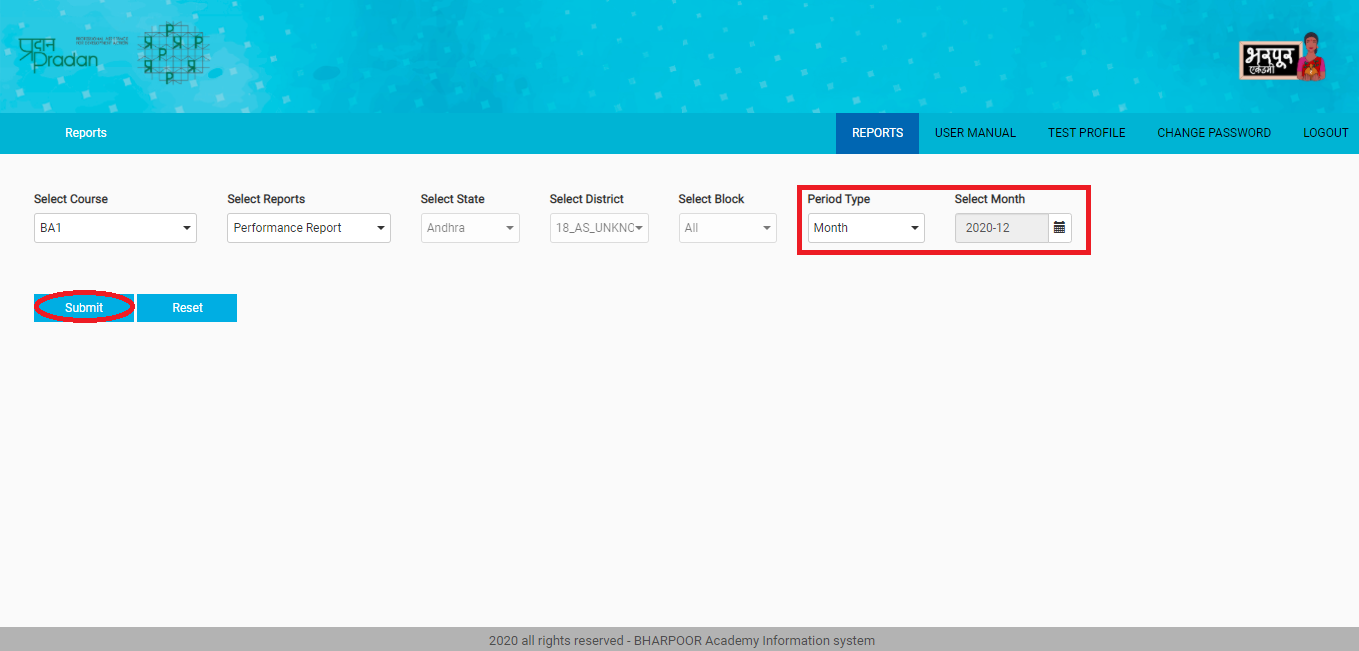 प्रदान
Pradan
PROFESSIONAL ASSISTANCE
FOR DEVELOPMENT ACTION
P
प्र प्र P
P P प्र
प्र P प्र
P
भरपूर
एकेडमी
Reports
REPORTS USER MANUAL TEST PROFILE CHANGE PASSWORD LOGOUT
Select Course Select Reports Select State Select District Select Block Period Type Select Month
BA1 Performance Report Andhra 18_AS_UNKNO All Month 2020-12
Submit Reset
2020 all rights reserved - BHARPOOR Academy Information system